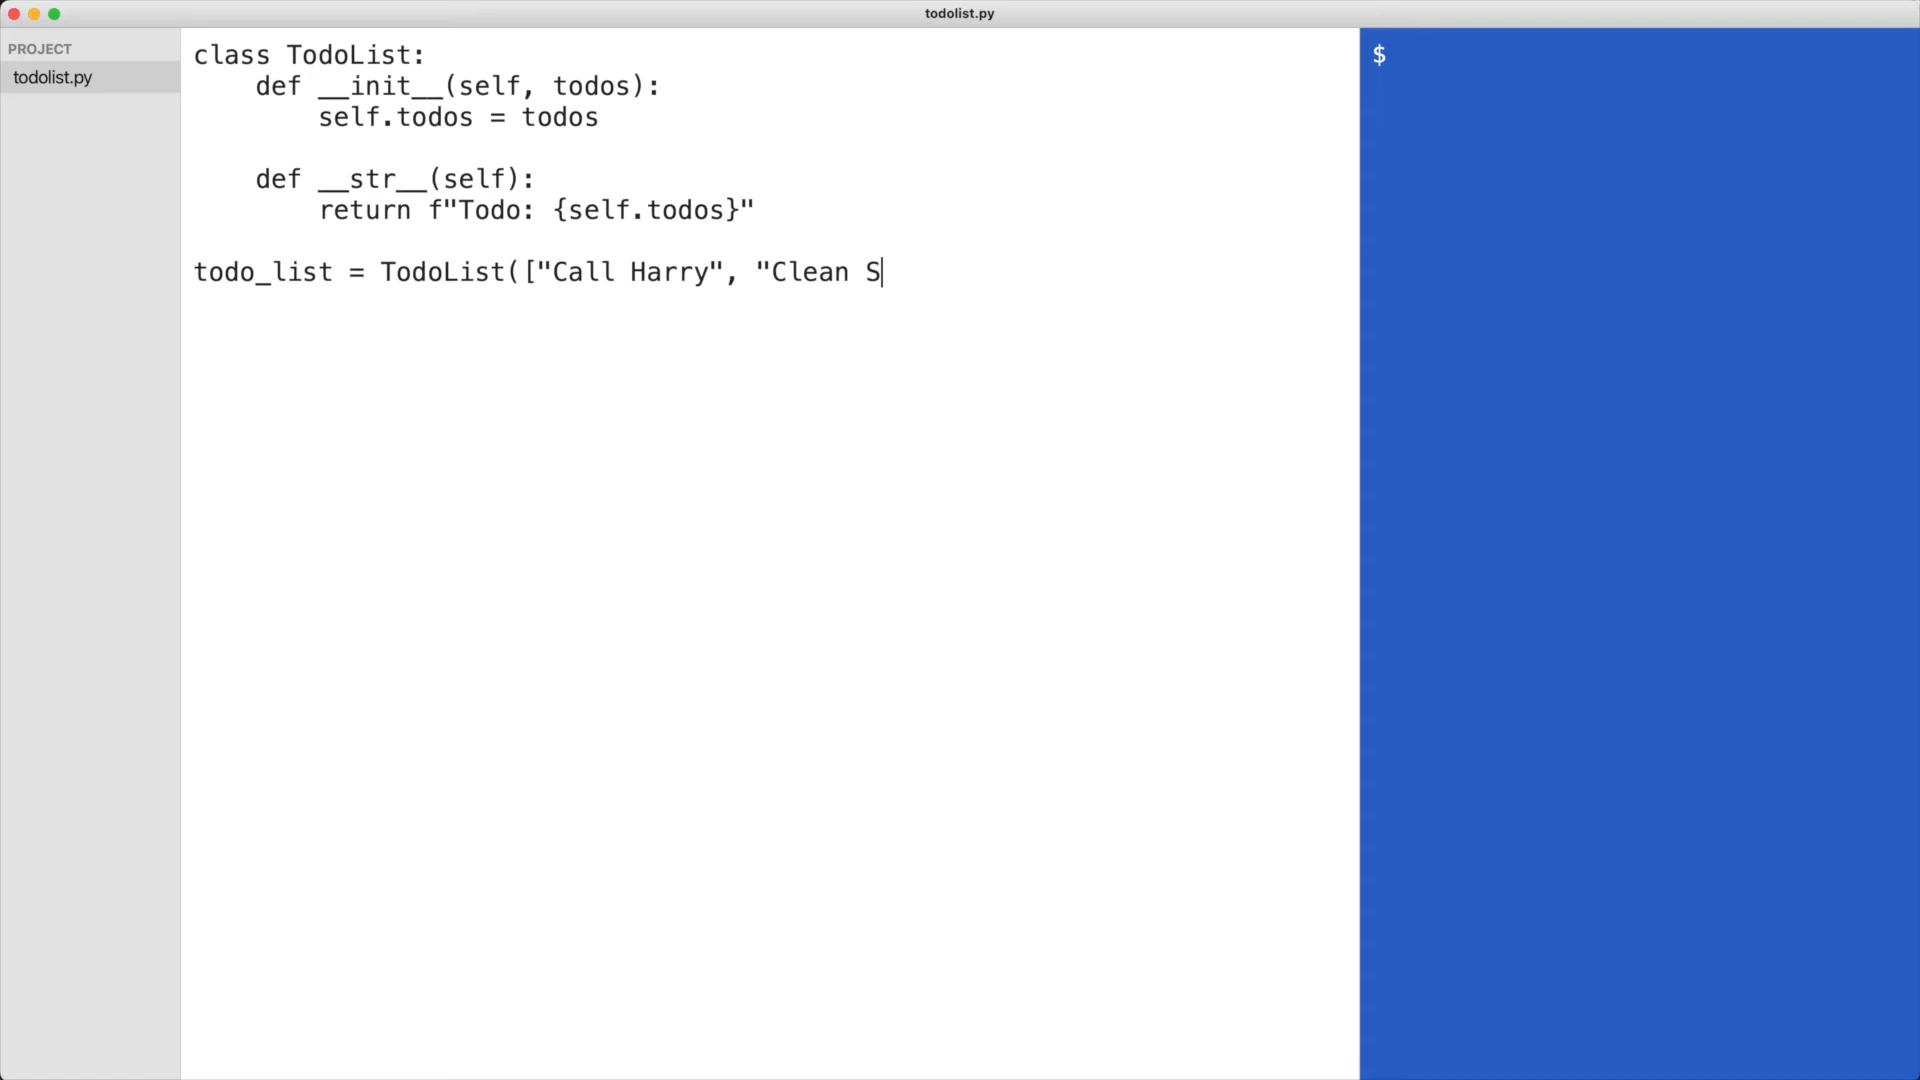 todolist.py
PROJECT
todolist.py
class TodoList:
    def __init__(self, todos):
        self.todos = todos
    def __str__(self):
        return f"Todo: {self.todos}"
todo_list = TodoList(["Call Harry", "Clean S
$